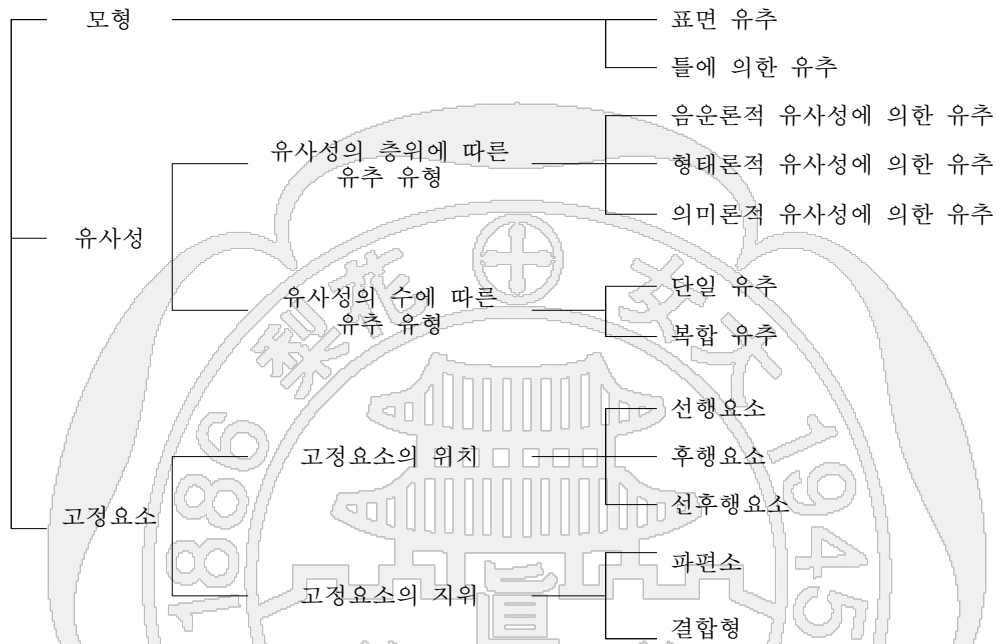 모형
표면 유추
틀에 의한 유추
유사성
유사성의 층위에 따른
유추 유형
음운론적 유사성에 의한 유추
형태론적 유사성에 의한 유추
의미론적 유사성에 의한 유추
유사성의 수에 따른
유추 유형
단일 유추
복합 유추
고정요소
고정요소의 위치
선행요소
후행요소
선후행요소
고정요소의 지위
파편소
결합형
梨花女大
1886
1945